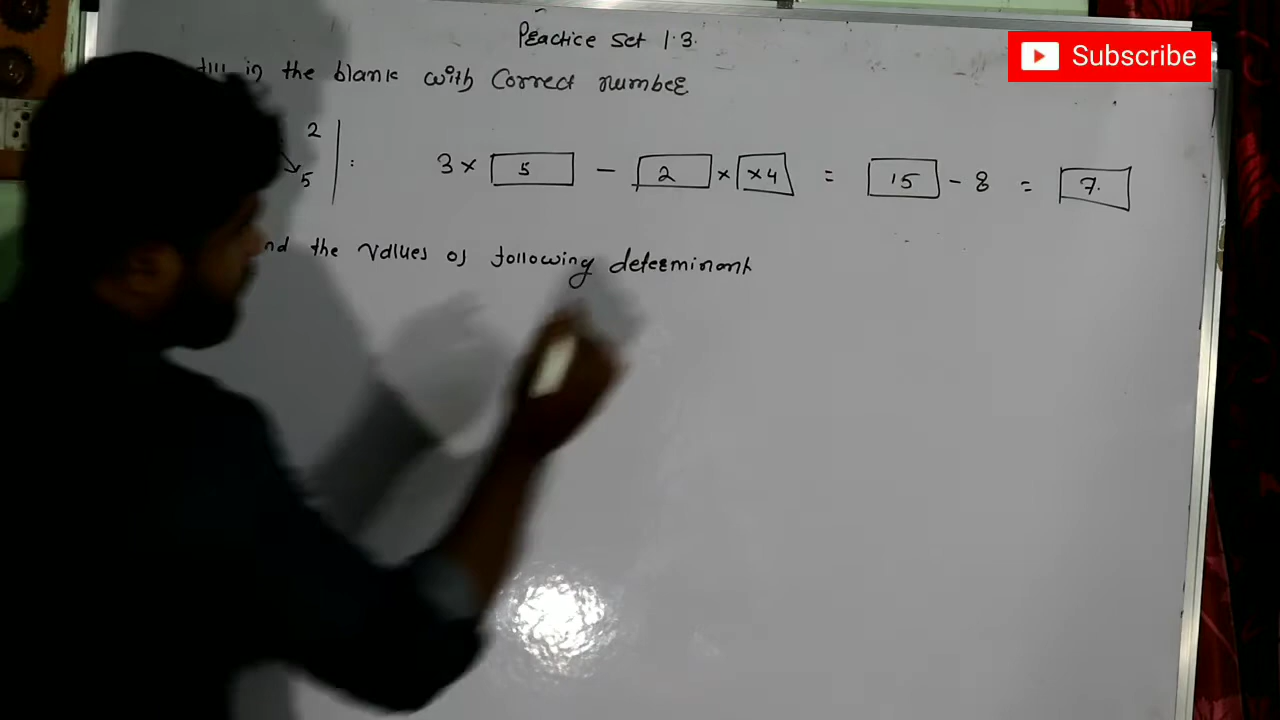 Practice Set 1.3.
Subscribe
in the blank with Correct number
2
5
: 3 × 5 - 2 × ×4 = 15 - 8 = 7.
the values of following determinant